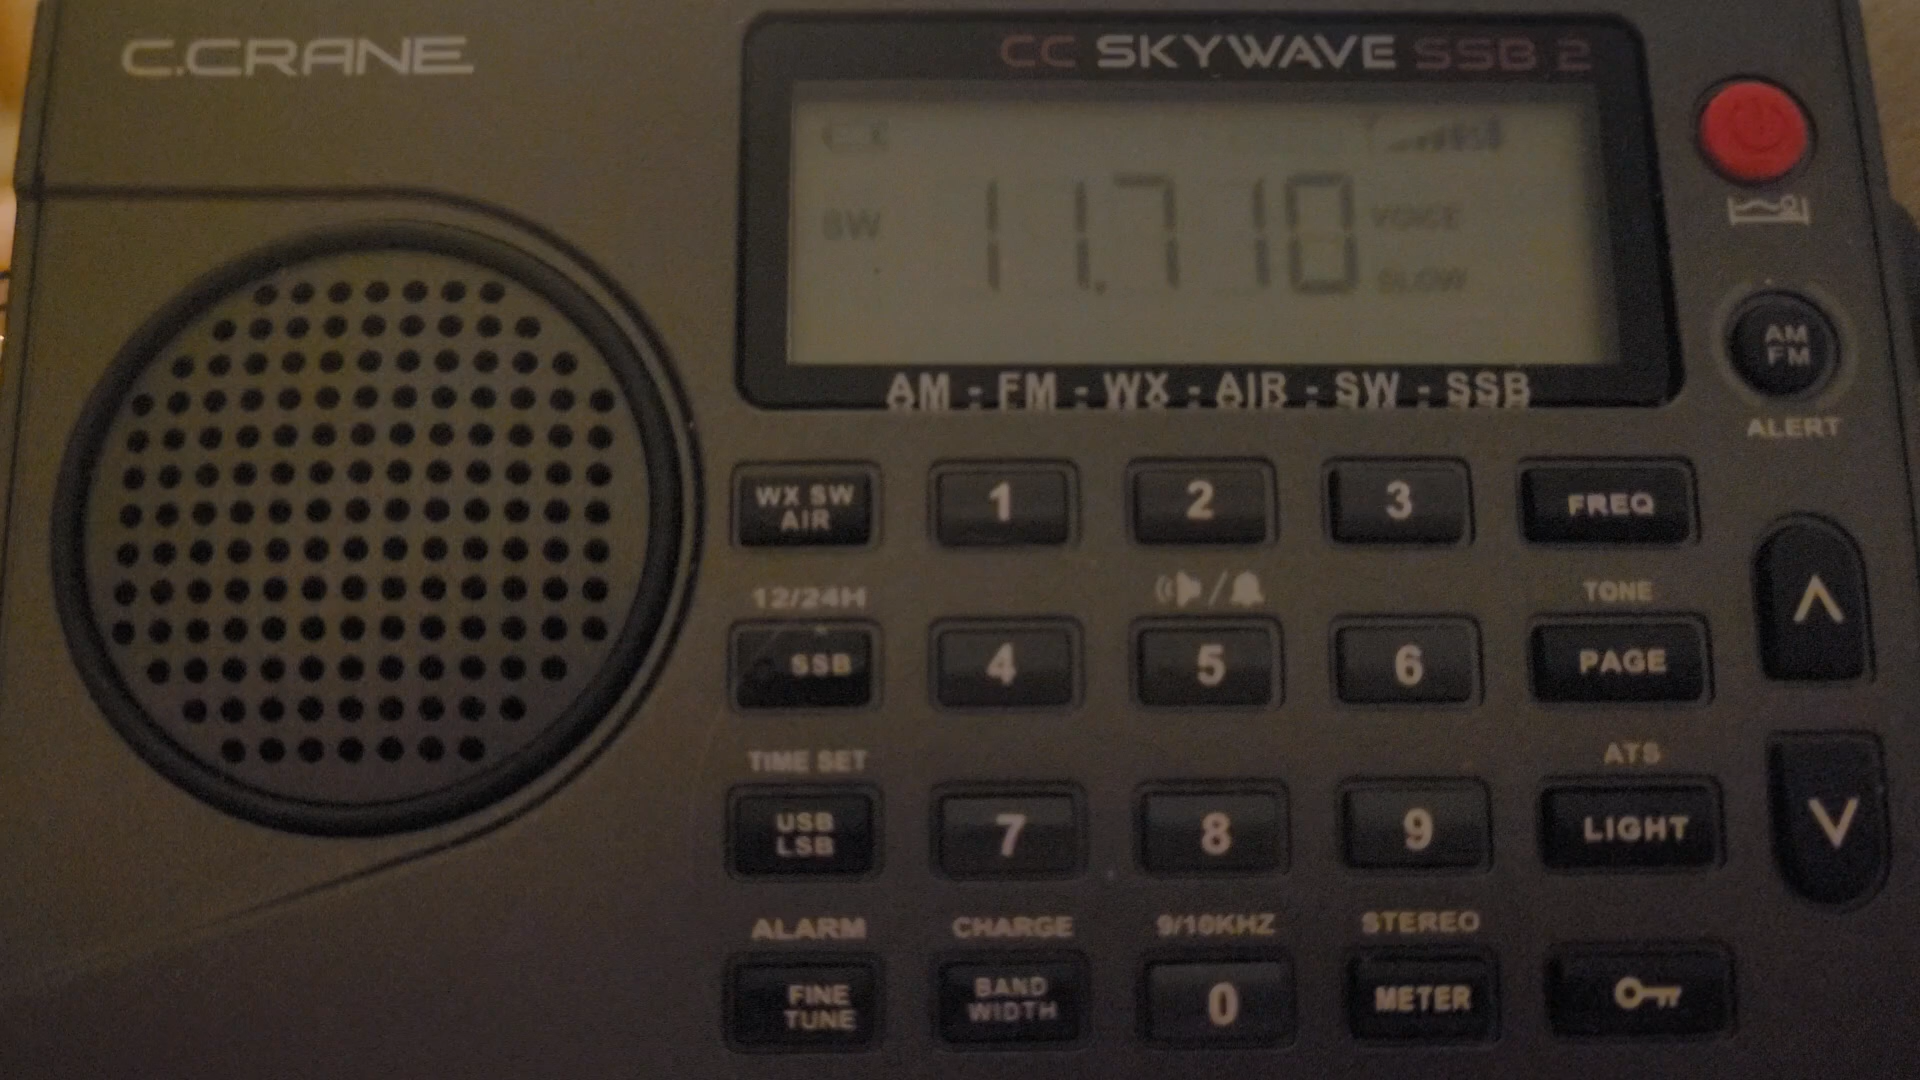 C.CRANE
CC SKYWAVE SSB 2
SW 11.710 VOICE
SLOW
AM - FM - WX - AIR - SW - SSB
AM
FM
ALERT
WX SW
AIR
1
2
3
FREQ
12/24H
TONE
SSB
4
5
6
PAGE
TIME SET
ATS
USB
LSB
7
8
9
LIGHT
ALARM
CHARGE
9/10KHZ
STEREO
FINE
TUNE
BAND
WIDTH
0
METER